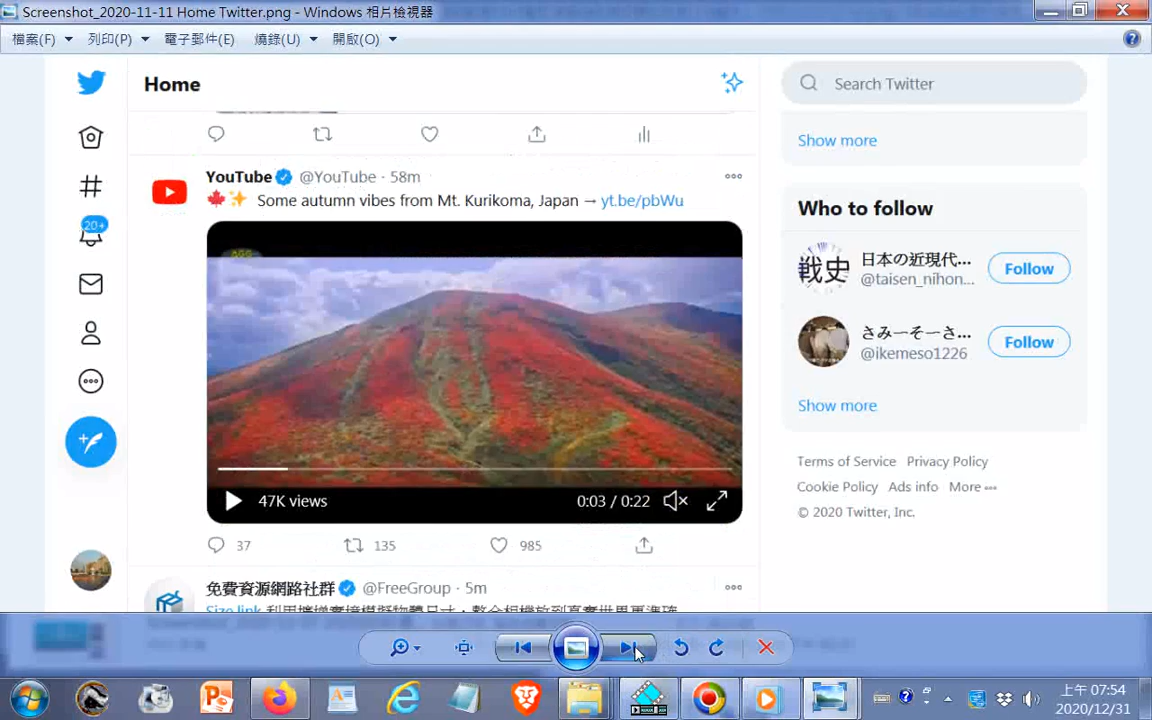 Screenshot_2020-11-11 Home Twitter.png - Windows 相片檢視器
檔案(F) 列印(P) 電子郵件(E) 燒錄(U) 開啟(O)
Home
Search Twitter
Show more
YouTube @YouTube · 58m
Some autumn vibes from Mt. Kurikoma, Japan → yt.be/pbWu
47K views 0:03 / 0:22
37 135 985
免費資源網路社群 @FreeGroup · 5m
20+
Who to follow
戦史
日本の近現代...
@taisen_nihon...
Follow
さみーそーさ...
@ikemeso1226
Follow
Show more
Terms of Service Privacy Policy
Cookie Policy Ads info More
© 2020 Twitter, Inc.
上午 07:54
2020/12/31